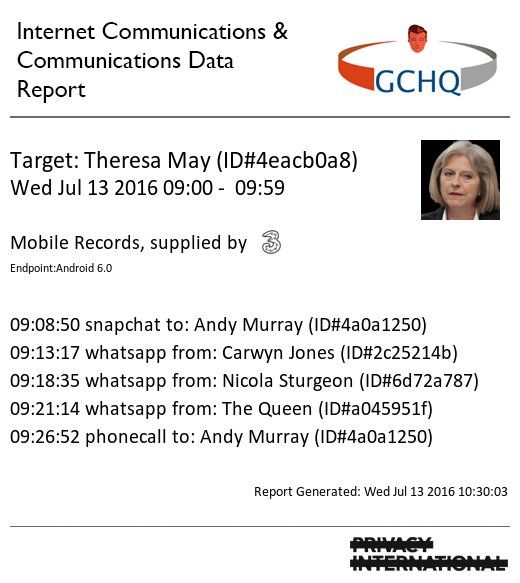 Internet Communications &
Communications Data
Report
GCHQ
Target: Theresa May (ID#4eacb0a8)
Wed Jul 13 2016 09:00 -  09:59
Mobile Records, supplied by 3
Endpoint:Android 6.0
09:08:50 snapchat to: Andy Murray (ID#4a0a1250)
09:13:17 whatsapp from: Carwyn Jones (ID#2c25214b)
09:18:35 whatsapp from: Nicola Sturgeon (ID#6d72a787)
09:21:14 whatsapp from: The Queen (ID#a045951f)
09:26:52 phonecall to: Andy Murray (ID#4a0a1250)
Report Generated: Wed Jul 13 2016 10:30:03
PRIVACY
INTERNATIONAL